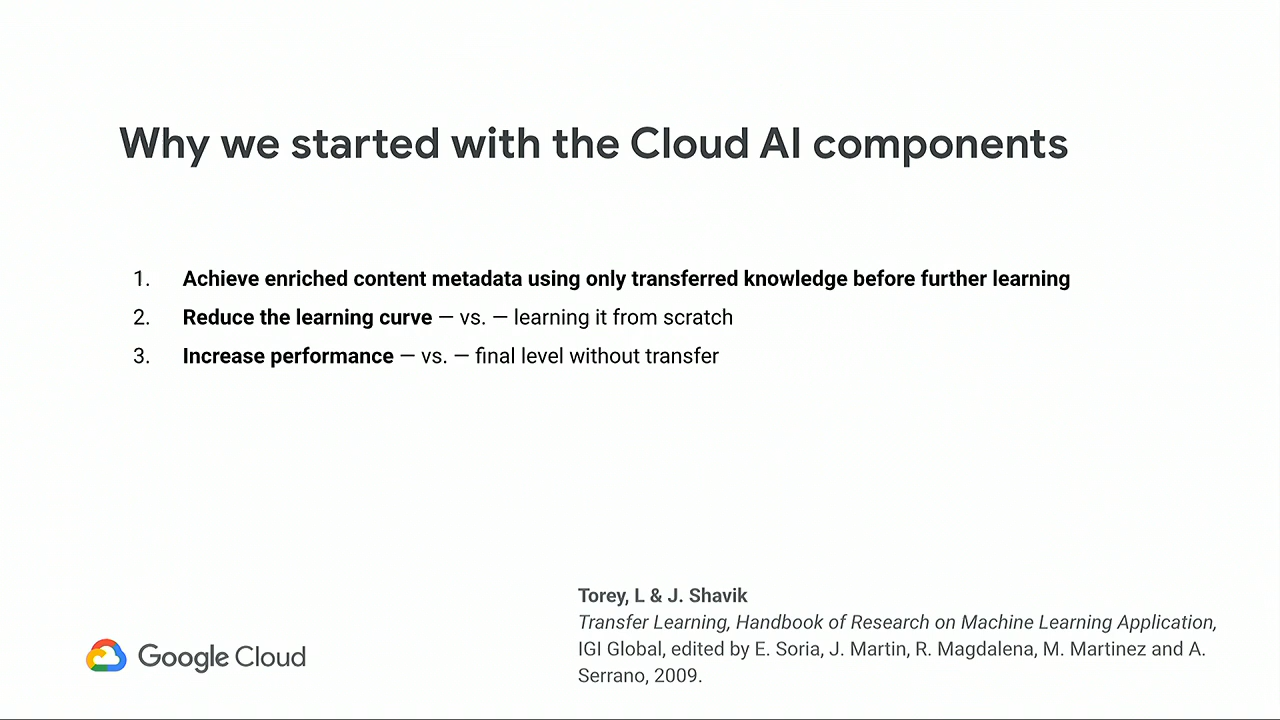 Why we started with the Cloud AI components
1. Achieve enriched content metadata using only transferred knowledge before further learning
2. Reduce the learning curve — vs. — learning it from scratch
3. Increase performance — vs. — final level without transfer
Torey, L & J. Shavik
Transfer Learning, Handbook of Research on Machine Learning Application,
IGI Global, edited by E. Soria, J. Martin, R. Magdalena, M. Martinez and A.
Serrano, 2009.
Google Cloud